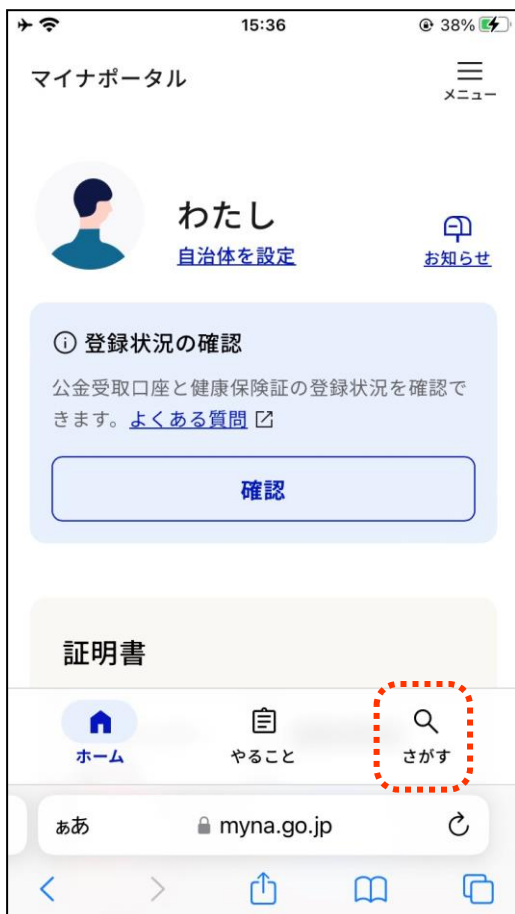 15:36
38%
マイナポータル
メニュー
わたし
自治体を設定
お知らせ
登録状況の確認
公金受取口座と健康保険証の登録状況を確認で
きます。よくある質問
確認
証明書
ホーム
やること
さがす
ぁあ
myna.go.jp